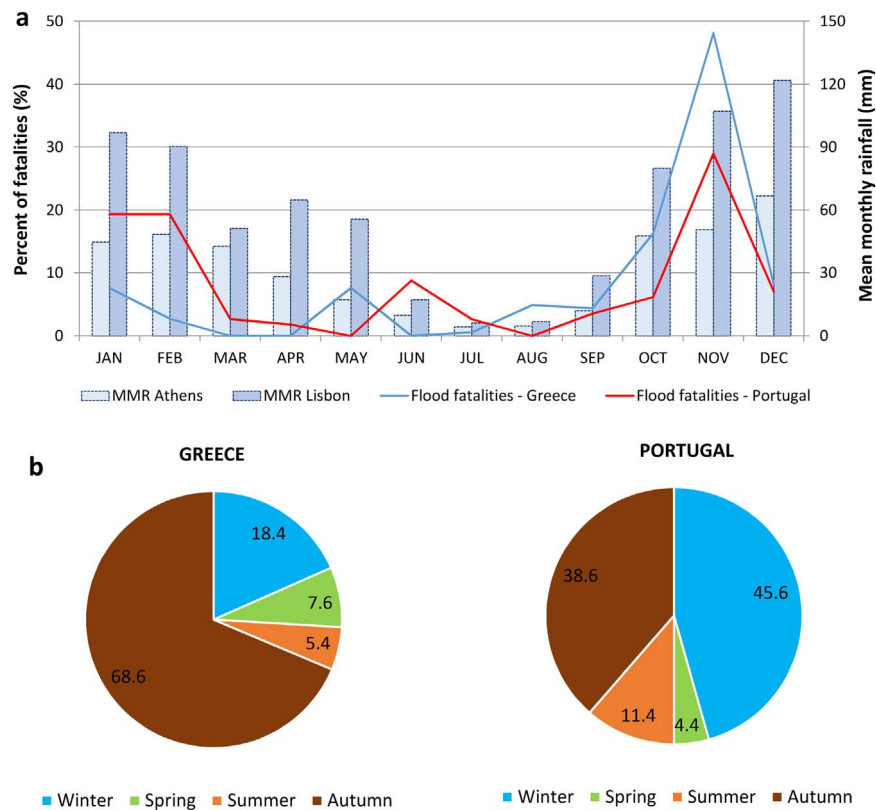 a
Percent of fatalities (%)
50
40
30
20
10
0
150
120
90
60
30
0
Mean monthly rainfall (mm)
JAN FEB MAR APR MAY JUN JUL AUG SEP OCT NOV DEC
MMR Athens MMR Lisbon Flood fatalities - Greece Flood fatalities - Portugal
b
GREECE
18.4
7.6
5.4
68.6
Winter Spring Summer Autumn
PORTUGAL
38.6
45.6
11.4
4.4
Winter Spring Summer Autumn